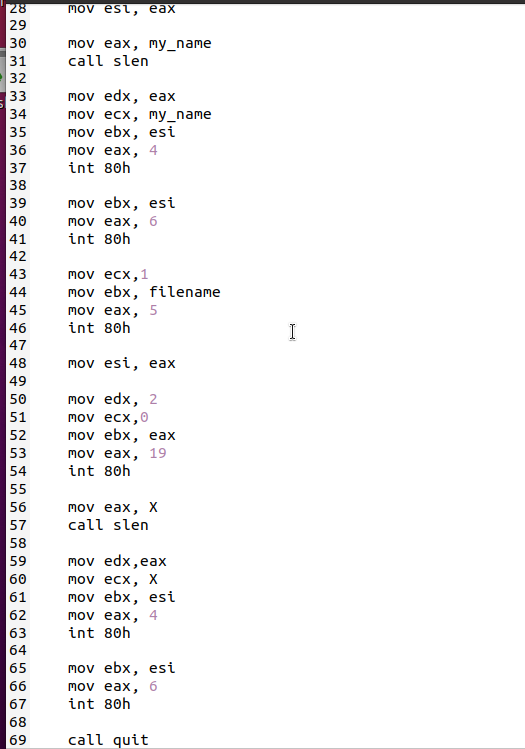 28 mov esi, eax
29
30 mov eax, my_name
31 call slen
32
33 mov edx, eax
34 mov ecx, my_name
35 mov ebx, esi
36 mov eax, 4
37 int 80h
38
39 mov ebx, esi
40 mov eax, 6
41 int 80h
42
43 mov ecx,1
44 mov ebx, filename
45 mov eax, 5
46 int 80h
47
48 mov esi, eax
49
50 mov edx, 2
51 mov ecx,0
52 mov ebx, eax
53 mov eax, 19
54 int 80h
55
56 mov eax, X
57 call slen
58
59 mov edx,eax
60 mov ecx, X
61 mov ebx, esi
62 mov eax, 4
63 int 80h
64
65 mov ebx, esi
66 mov eax, 6
67 int 80h
68
69 call quit